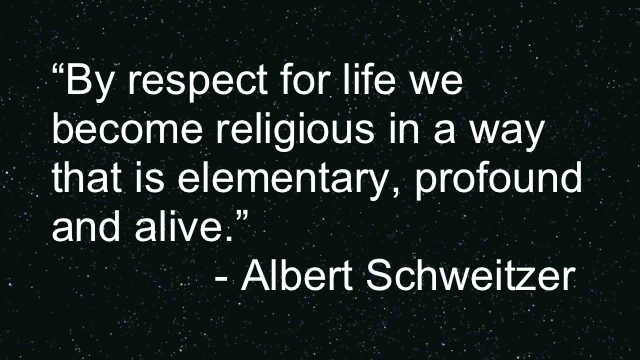 “By respect for life we
become religious in a way
that is elementary, profound
and alive.”
- Albert Schweitzer